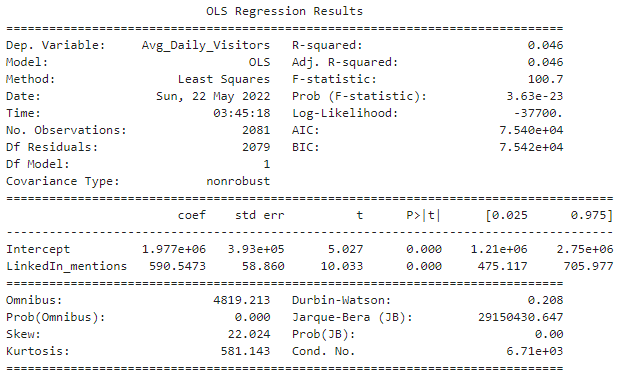 OLS Regression Results
==============================================================================
Dep. Variable:     Avg_Daily_Visitors   R-squared:                       0.046
Model:                            OLS   Adj. R-squared:                  0.046
Method:                 Least Squares   F-statistic:                     100.7
Date:                Sun, 22 May 2022   Prob (F-statistic):           3.63e-23
Time:                        03:45:18   Log-Likelihood:                -37700.
No. Observations:                2081   AIC:                         7.540e+04
Df Residuals:                    2079   BIC:                         7.542e+04
Df Model:                           1
Covariance Type:            nonrobust
=====================================================================================
coef    std err          t      P>|t|      [0.025      0.975]
-------------------------------------------------------------------------------------
Intercept          1.977e+06   3.93e+05      5.027      0.000    1.21e+06    2.75e+06
LinkedIn_mentions   590.5473     58.860     10.033      0.000     475.117     705.977
==============================================================================
Omnibus:                     4819.213   Durbin-Watson:                   0.208
Prob(Omnibus):                  0.000   Jarque-Bera (JB):         29150430.647
Skew:                          22.024   Prob(JB):                         0.00
Kurtosis:                     581.143   Cond. No.                     6.71e+03
==============================================================================